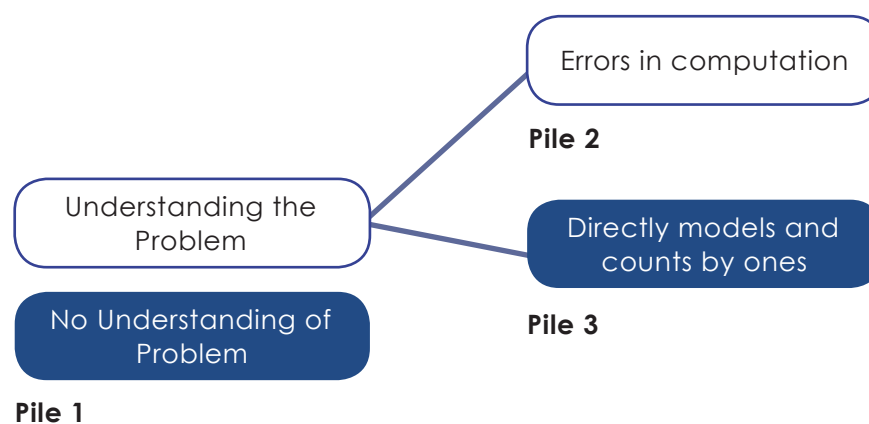 Errors in computation
Pile 2
Understanding the
Problem
Directly models and
counts by ones
Pile 3
No Understanding of
Problem
Pile 1